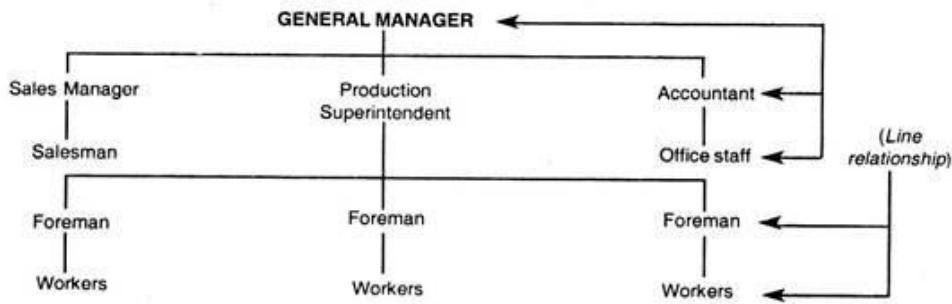 GENERAL MANAGER
Sales Manager
Production
Superintendent
Accountant
Salesman
Office staff
(Line
relationship)
Foreman
Foreman
Foreman
Workers
Workers
Workers